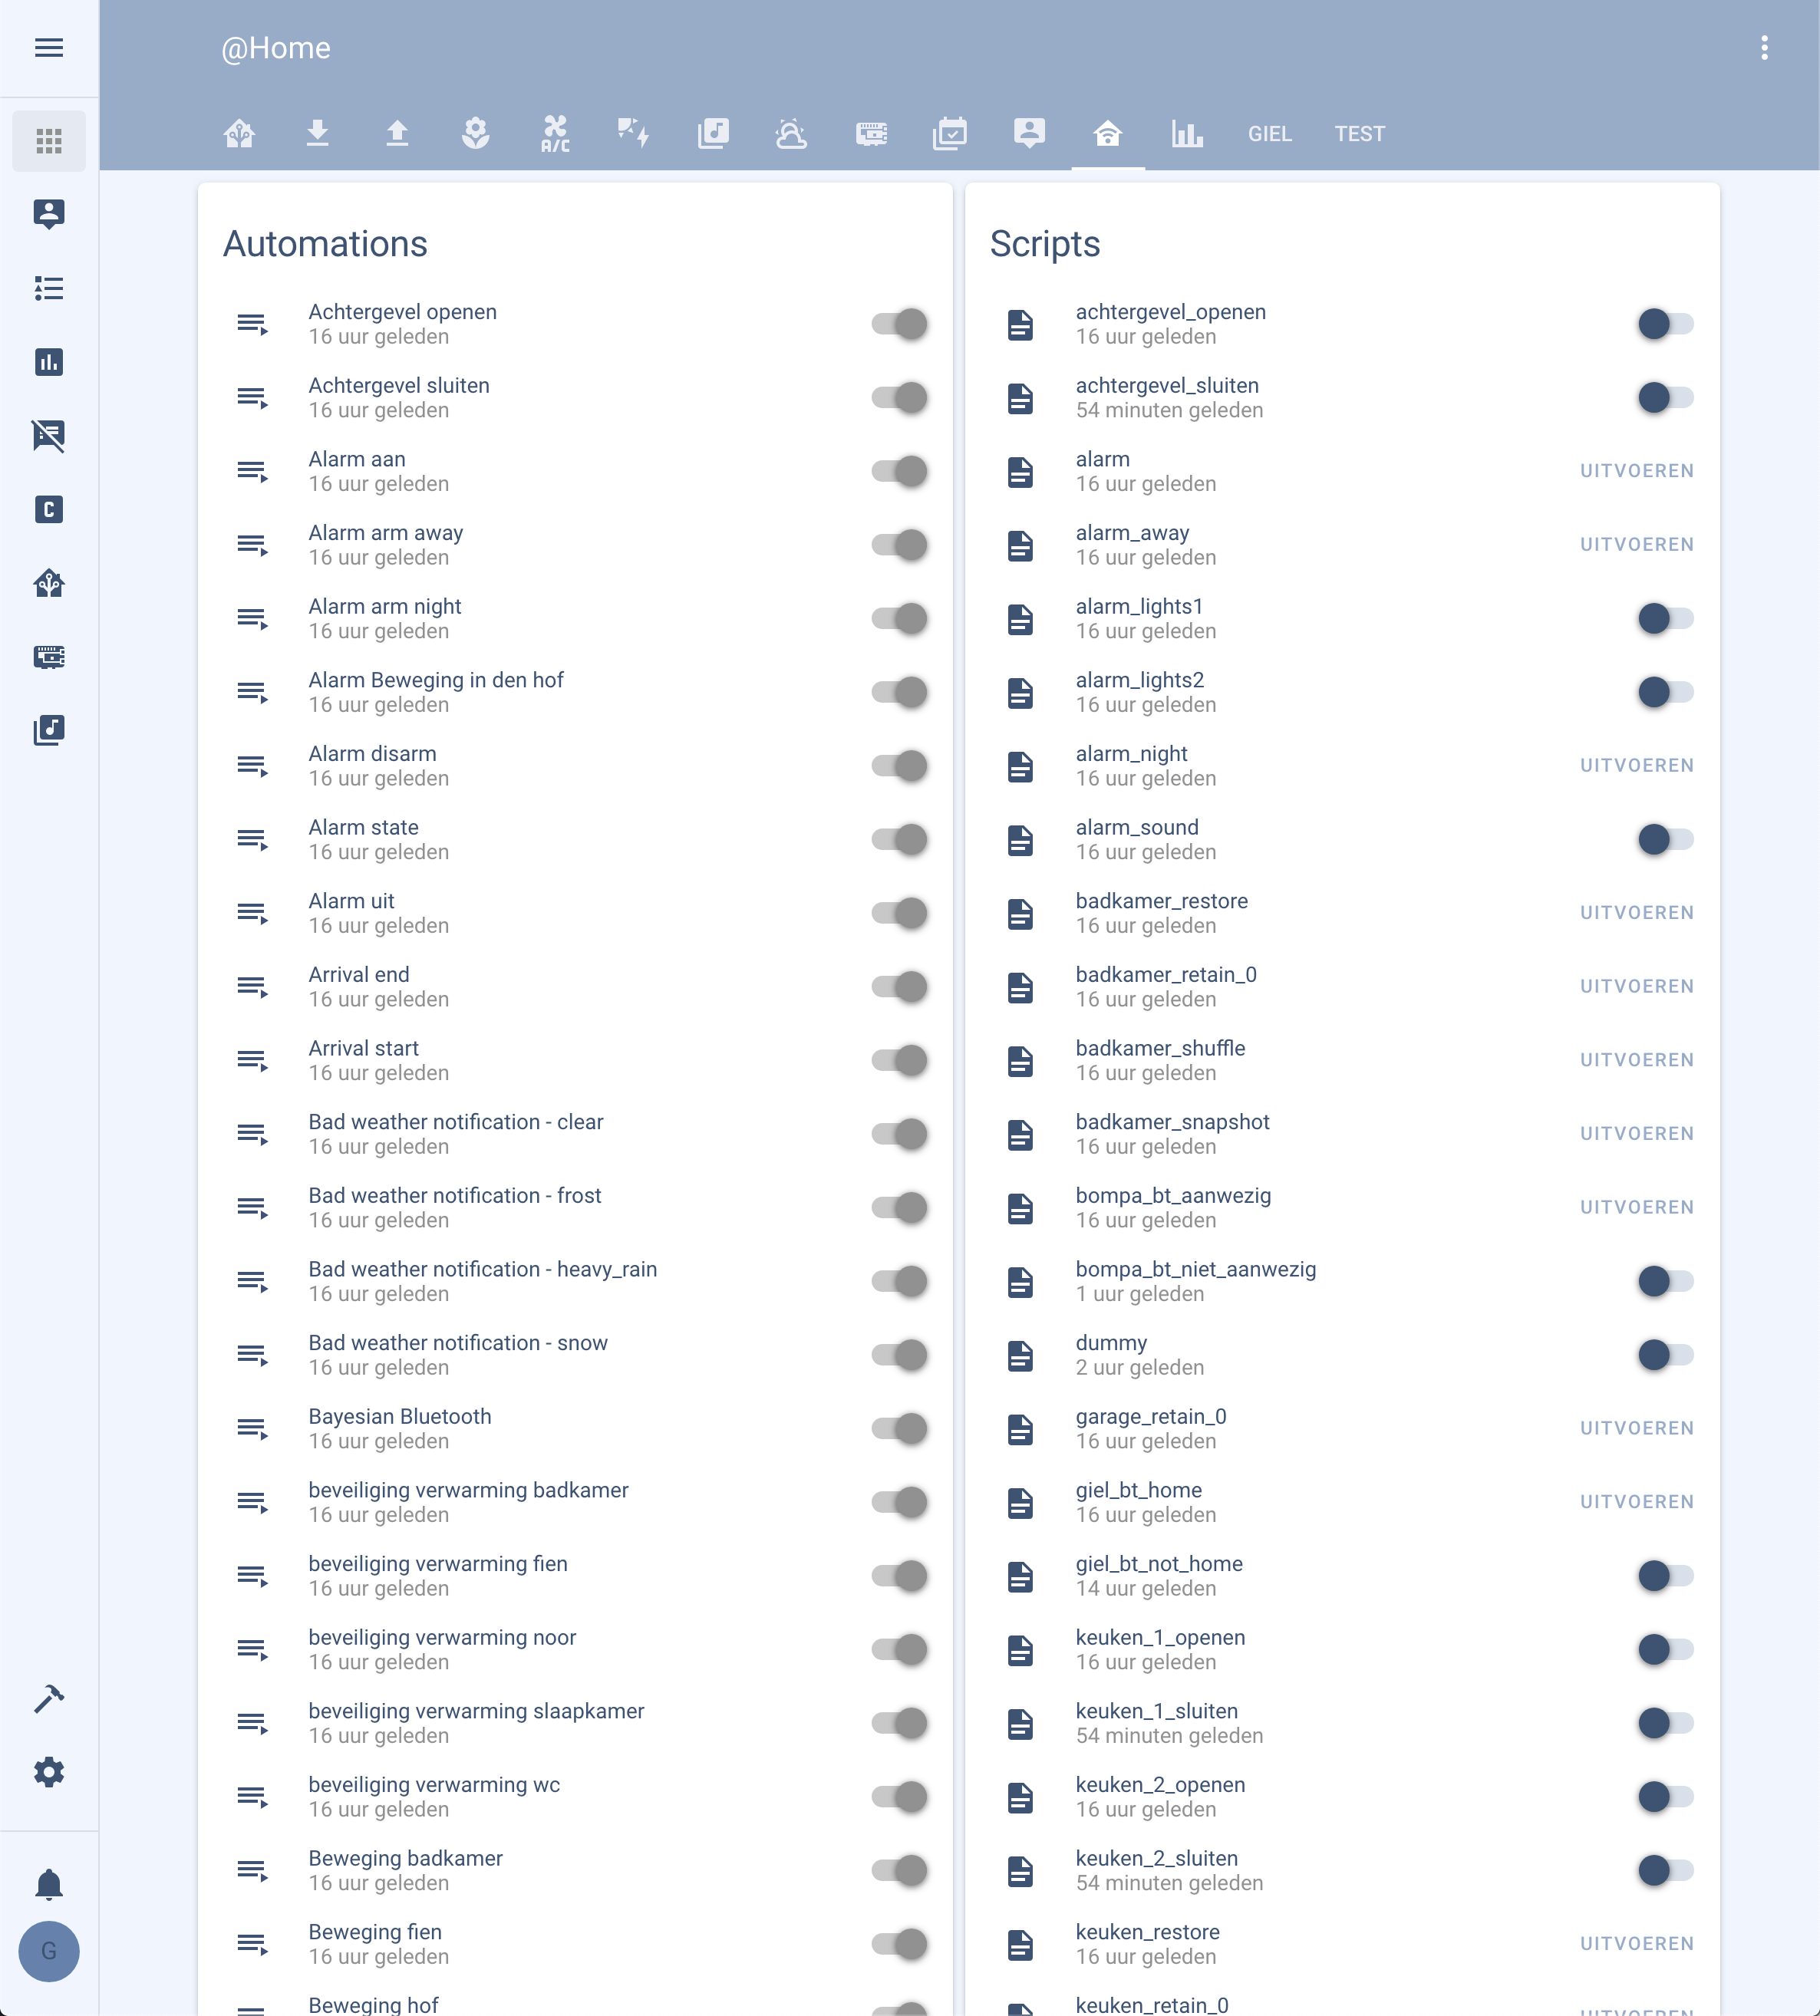 @Home
A/C
GIEL
TEST
C
Automations
Achtergevel openen
16 uur geleden
Achtergevel sluiten
16 uur geleden
Alarm aan
16 uur geleden
Alarm arm away
16 uur geleden
Alarm arm night
16 uur geleden
Alarm Beweging in den hof
16 uur geleden
Alarm disarm
16 uur geleden
Alarm state
16 uur geleden
Alarm uit
16 uur geleden
Arrival end
16 uur geleden
Arrival start
16 uur geleden
Bad weather notification - clear
16 uur geleden
Bad weather notification - frost
16 uur geleden
Bad weather notification - heavy_rain
16 uur geleden
Bad weather notification - snow
16 uur geleden
Bayesian Bluetooth
16 uur geleden
beveiliging verwarming badkamer
16 uur geleden
beveiliging verwarming fien
16 uur geleden
beveiliging verwarming noor
16 uur geleden
beveiliging verwarming slaapkamer
16 uur geleden
beveiliging verwarming wc
16 uur geleden
Beweging badkamer
16 uur geleden
Beweging fien
16 uur geleden
Beweging hof
Scripts
achtergevel_openen
16 uur geleden
achtergevel_sluiten
54 minuten geleden
alarm
16 uur geleden
UITVOEREN
alarm_away
16 uur geleden
UITVOEREN
alarm_lights1
16 uur geleden
alarm_lights2
16 uur geleden
alarm_night
16 uur geleden
UITVOEREN
alarm_sound
16 uur geleden
badkamer_restore
16 uur geleden
UITVOEREN
badkamer_retain_0
16 uur geleden
UITVOEREN
badkamer_shuffle
16 uur geleden
UITVOEREN
badkamer_snapshot
16 uur geleden
UITVOEREN
bompa_bt_aanwezig
16 uur geleden
UITVOEREN
bompa_bt_niet_aanwezig
1 uur geleden
dummy
2 uur geleden
garage_retain_0
16 uur geleden
UITVOEREN
giel_bt_home
16 uur geleden
UITVOEREN
giel_bt_not_home
14 uur geleden
keuken_1_openen
16 uur geleden
keuken_1_sluiten
54 minuten geleden
keuken_2_openen
16 uur geleden
keuken_2_sluiten
54 minuten geleden
keuken_restore
16 uur geleden
UITVOEREN
keuken_retain_0
G